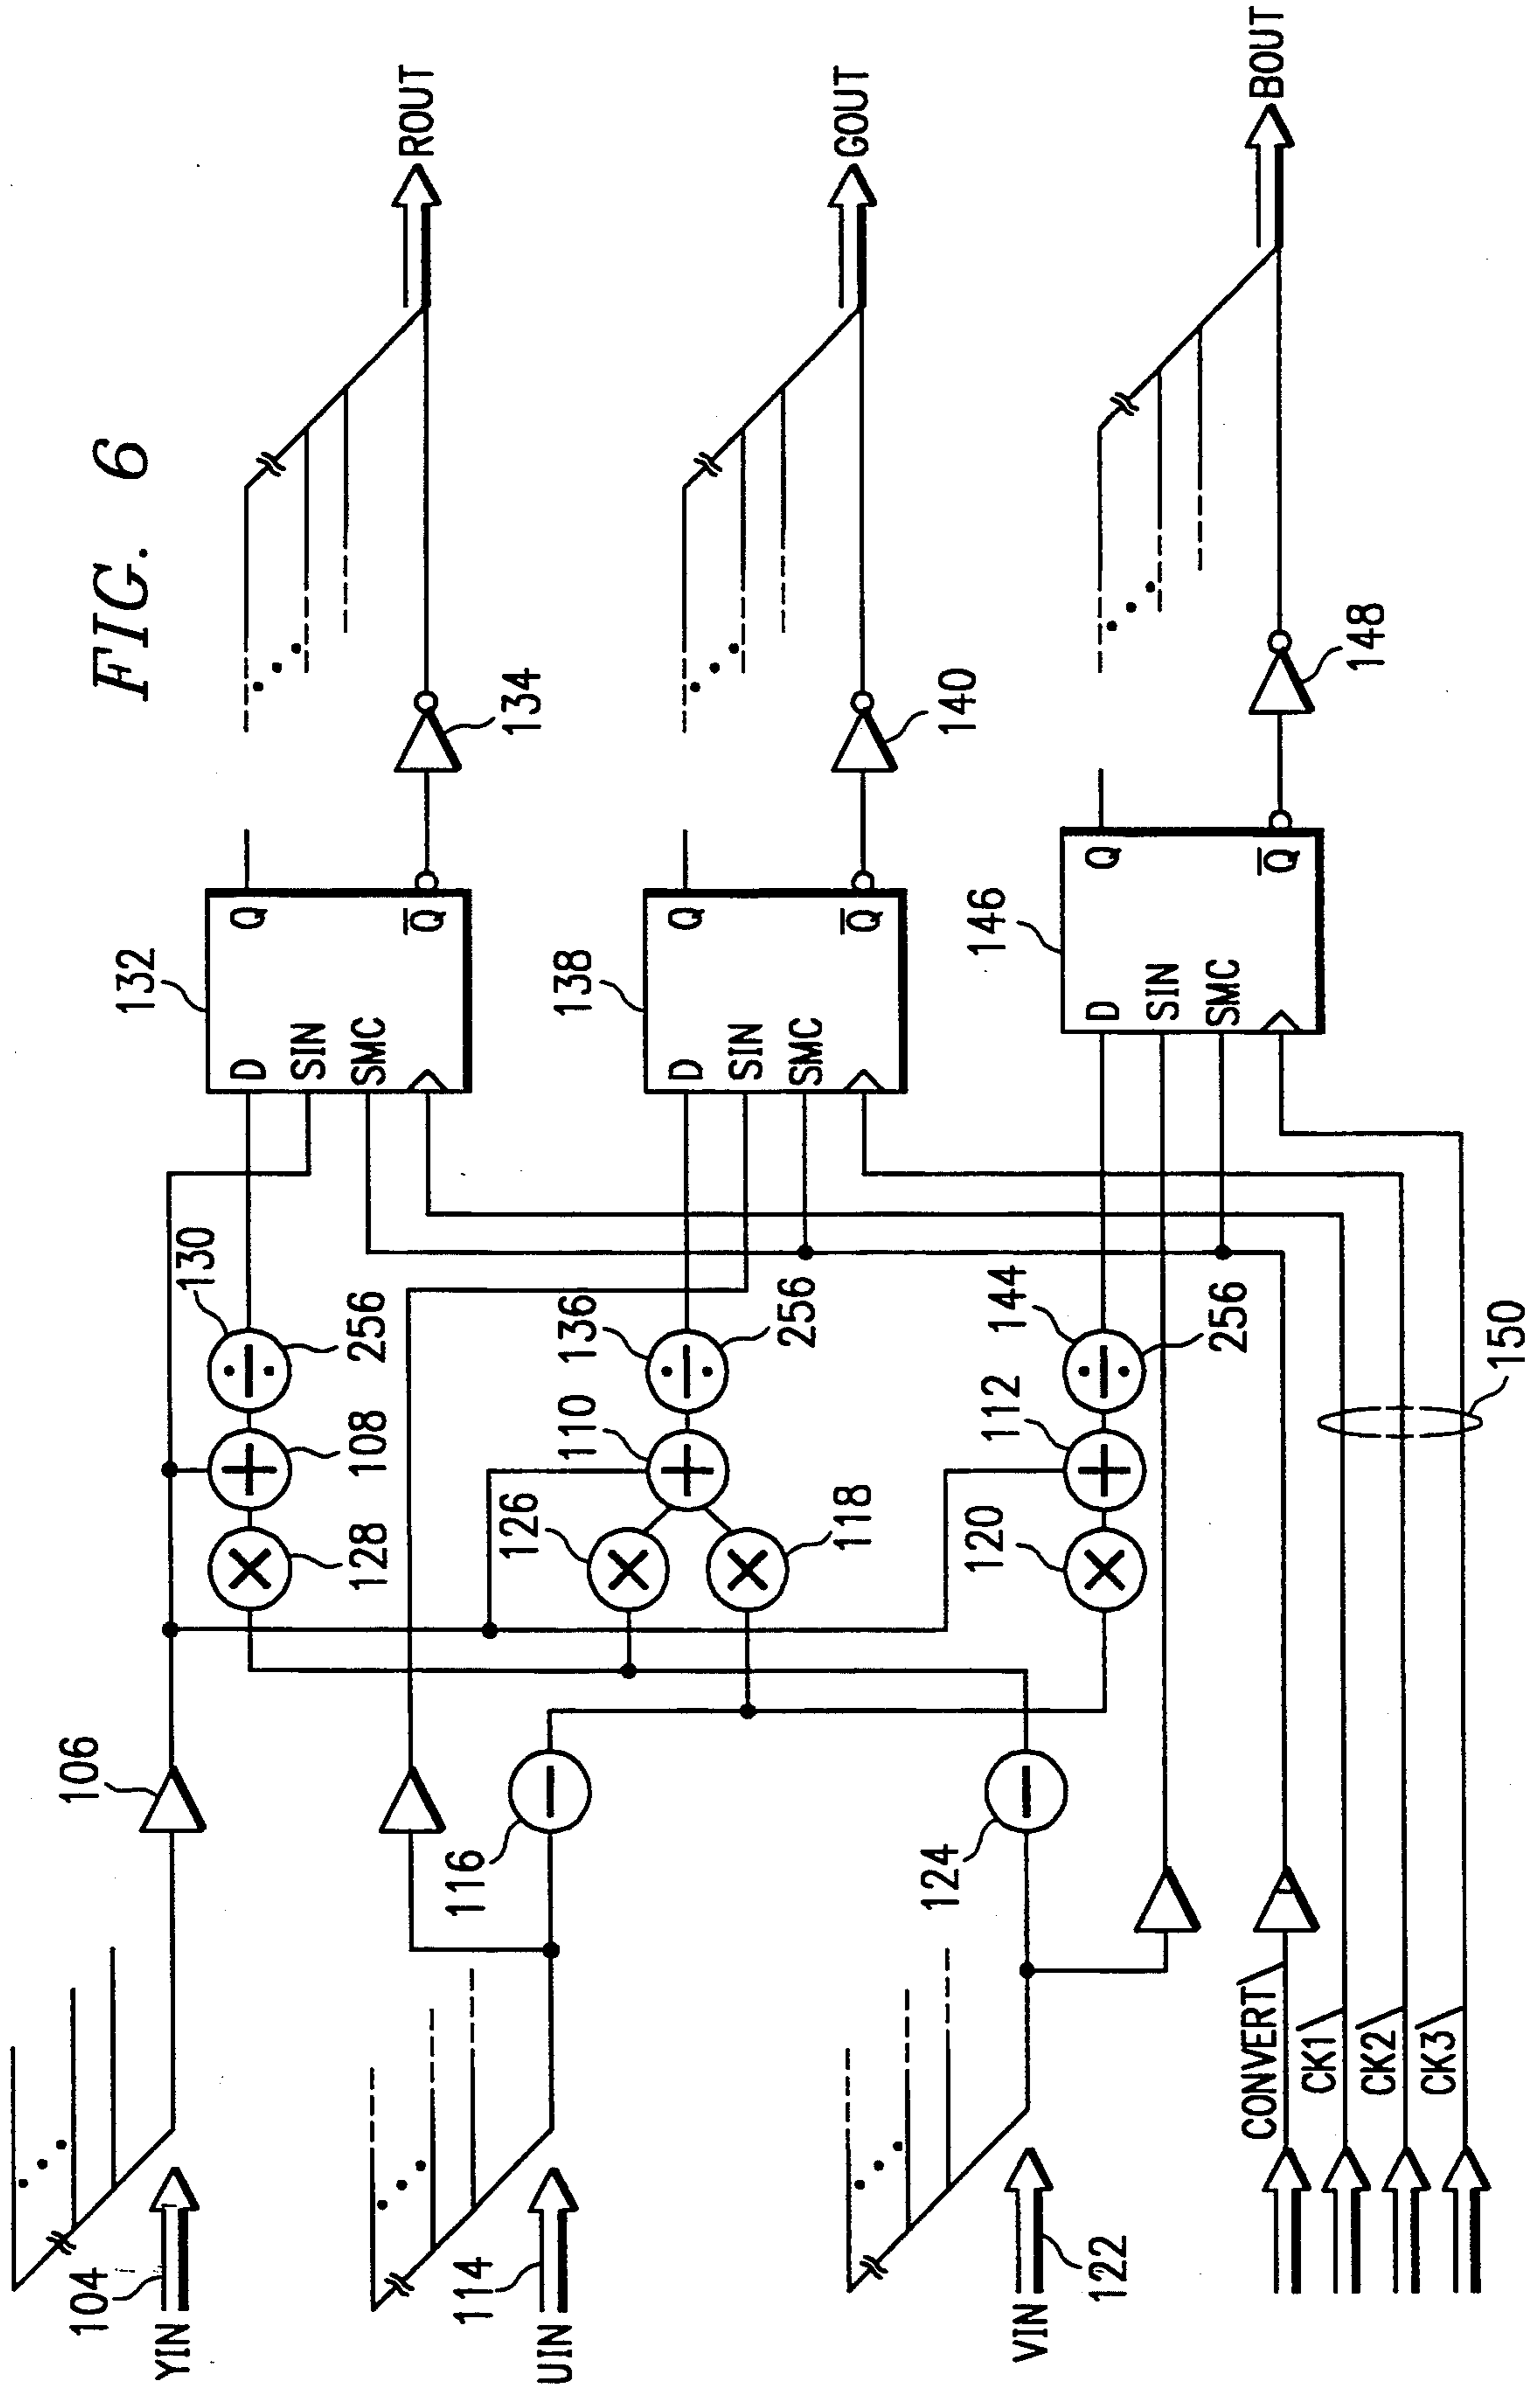 FIG. 6
104
YIN
106
128
108
130
256
132
D
SIN
SMC
Q
Q̅
134
ROUT
114
UIN
116
126
118
110
136
256
138
D
SIN
SMC
Q
Q̅
140
GOUT
VIN
122
124
120
112
144
256
146
D
SIN
SMC
Q
Q̅
148
BOUT
CONVERT
CK1
CK2
CK3
150